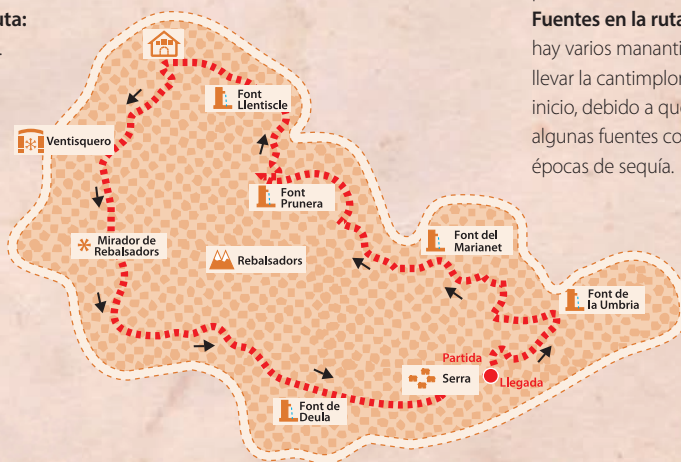 uta:
Fuentes en la ruta
hay varios mananti
llevar la cantimplor
inicio, debido a que
algunas fuentes co
épocas de sequía.
Font
Llentiscle
Ventisquero
Font
Prunera
Mirador de
Rebalsadors
Rebalsadors
Font del
Marianet
Font de
la Umbria
Partida
Serra
Llegada
Font de
Deula